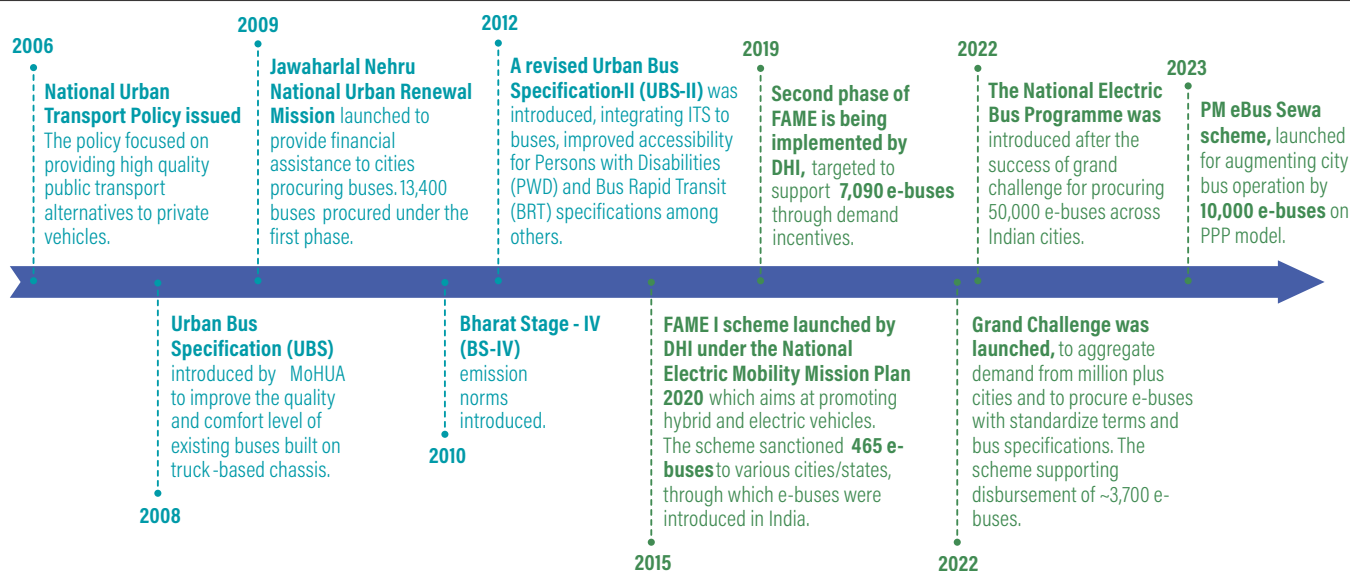 2006
National Urban
Transport Policy issued
The policy focused on
providing high quality
public transport
alternatives to private
vehicles.
2009
Jawaharlal Nehru
National Urban Renewal
Mission launched to
provide financial
assistance to cities
procuring buses. 13,400
buses procured under the
first phase.
2012
A revised Urban Bus
Specification-II (UBS-II) was
introduced, integrating ITS to
buses, improved accessibility
for Persons with Disabilities
(PWD) and Bus Rapid Transit
(BRT) specifications among
others.
2019
Second phase of
FAME is being
implemented by
DHI, targeted to
support 7,090 e-buses
through demand
incentives.
2022
The National Electric
Bus Programme was
introduced after the
success of grand
challenge for procuring
50,000 e-buses across
Indian cities.
2023
PM eBus Sewa
scheme, launched
for augmenting city
bus operation by
10,000 e-buses on
PPP model.
Urban Bus
Specification (UBS)
introduced by MoHUA
to improve the quality
and comfort level of
existing buses built on
truck-based chassis.
2008
Bharat Stage - IV
(BS-IV)
emission
norms
introduced.
2010
FAME I scheme launched by
DHI under the National
Electric Mobility Mission Plan
2020 which aims at promoting
hybrid and electric vehicles.
The scheme sanctioned 465 e-
buses to various cities/states,
through which e-buses were
introduced in India.
2015
Grand Challenge was
launched, to aggregate
demand from million plus
cities and to procure e-buses
with standardize terms and
bus specifications. The
scheme supporting
disbursement of ~3,700 e-
buses.
2022